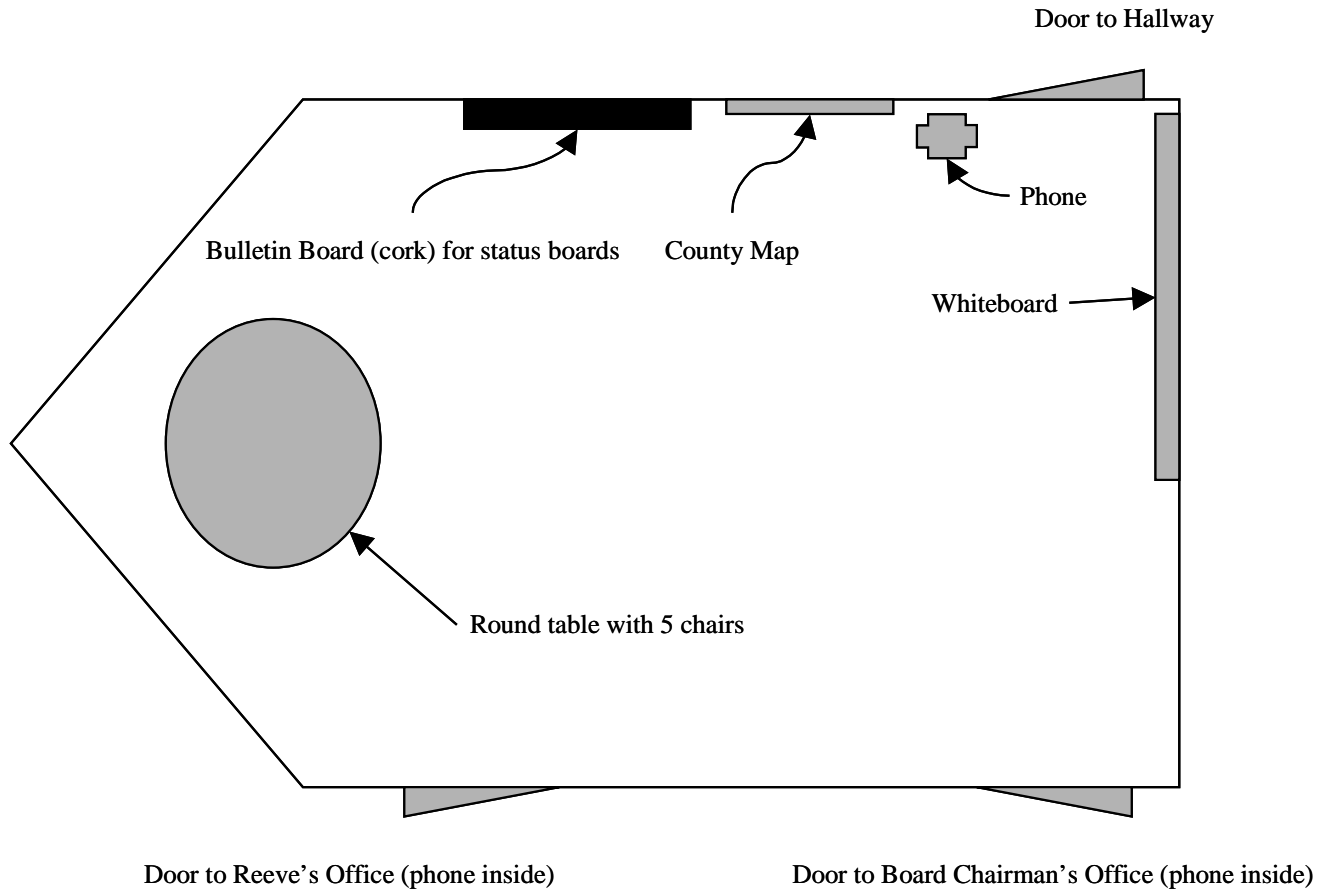 Door to Hallway
Phone
Bulletin Board (cork) for status boards
County Map
Whiteboard
Round table with 5 chairs
Door to Reeve’s Office (phone inside)
Door to Board Chairman’s Office (phone inside)